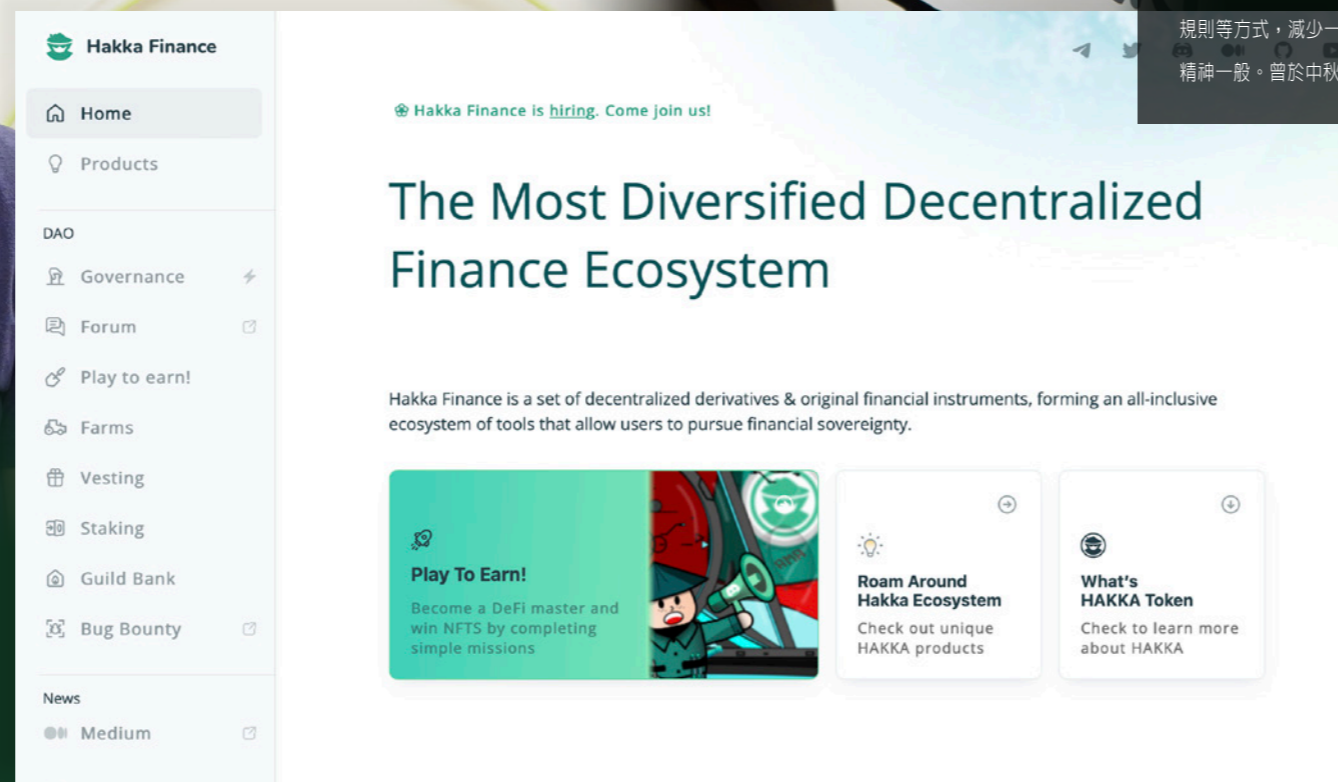 Hakka Finance
Home
Products
DAO
Governance
Forum
Play to earn!
Farms
Vesting
Staking
Guild Bank
Bug Bounty
News
Medium
Hakka Finance is hiring. Come join us!
The Most Diversified Decentralized
Finance Ecosystem
Hakka Finance is a set of decentralized derivatives & original financial instruments, forming an all-inclusive
ecosystem of tools that allow users to pursue financial sovereignty.
Play To Earn!
Become a DeFi master and
win NFTS by completing
simple missions
Roam Around
Hakka Ecosystem
Check out unique
HAKKA products
What's
HAKKA Token
Check to learn more
about HAKKA
規則等方式，減少一
精神一般。曾於中秋